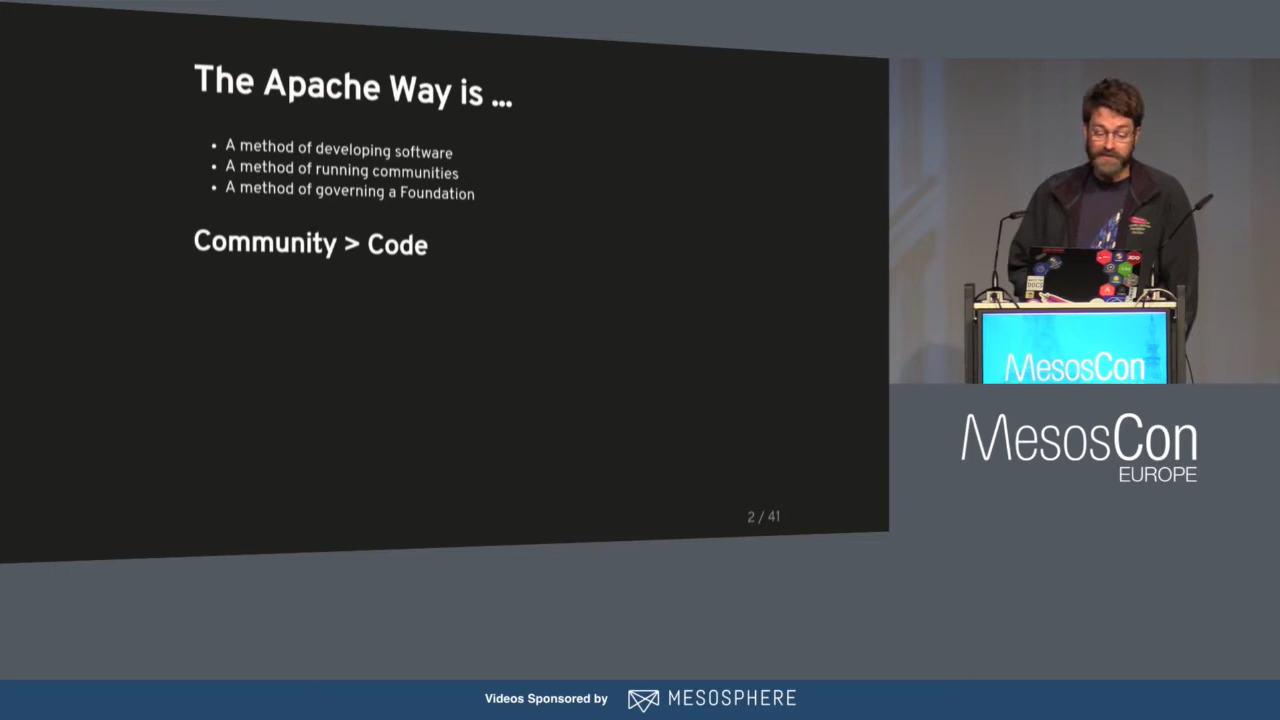 The Apache Way is ...
• A method of developing software
• A method of running communities
• A method of governing a Foundation
Community > Code
2 / 41
MesosCon
MesosCon
EUROPE
Videos Sponsored by MESOSPHERE